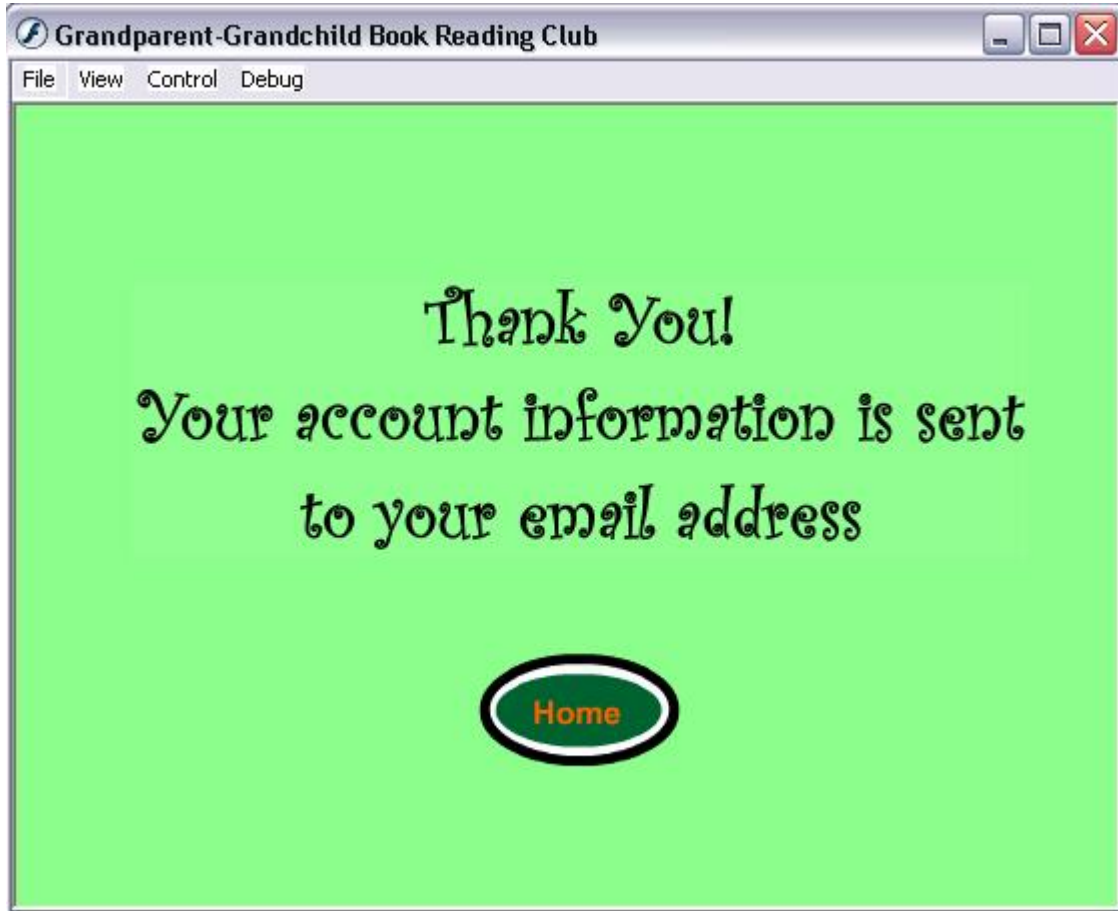 Grandparent-Grandchild Book Reading Club
File View Control Debug
Thank You!
Your account information is sent
to your email address
Home